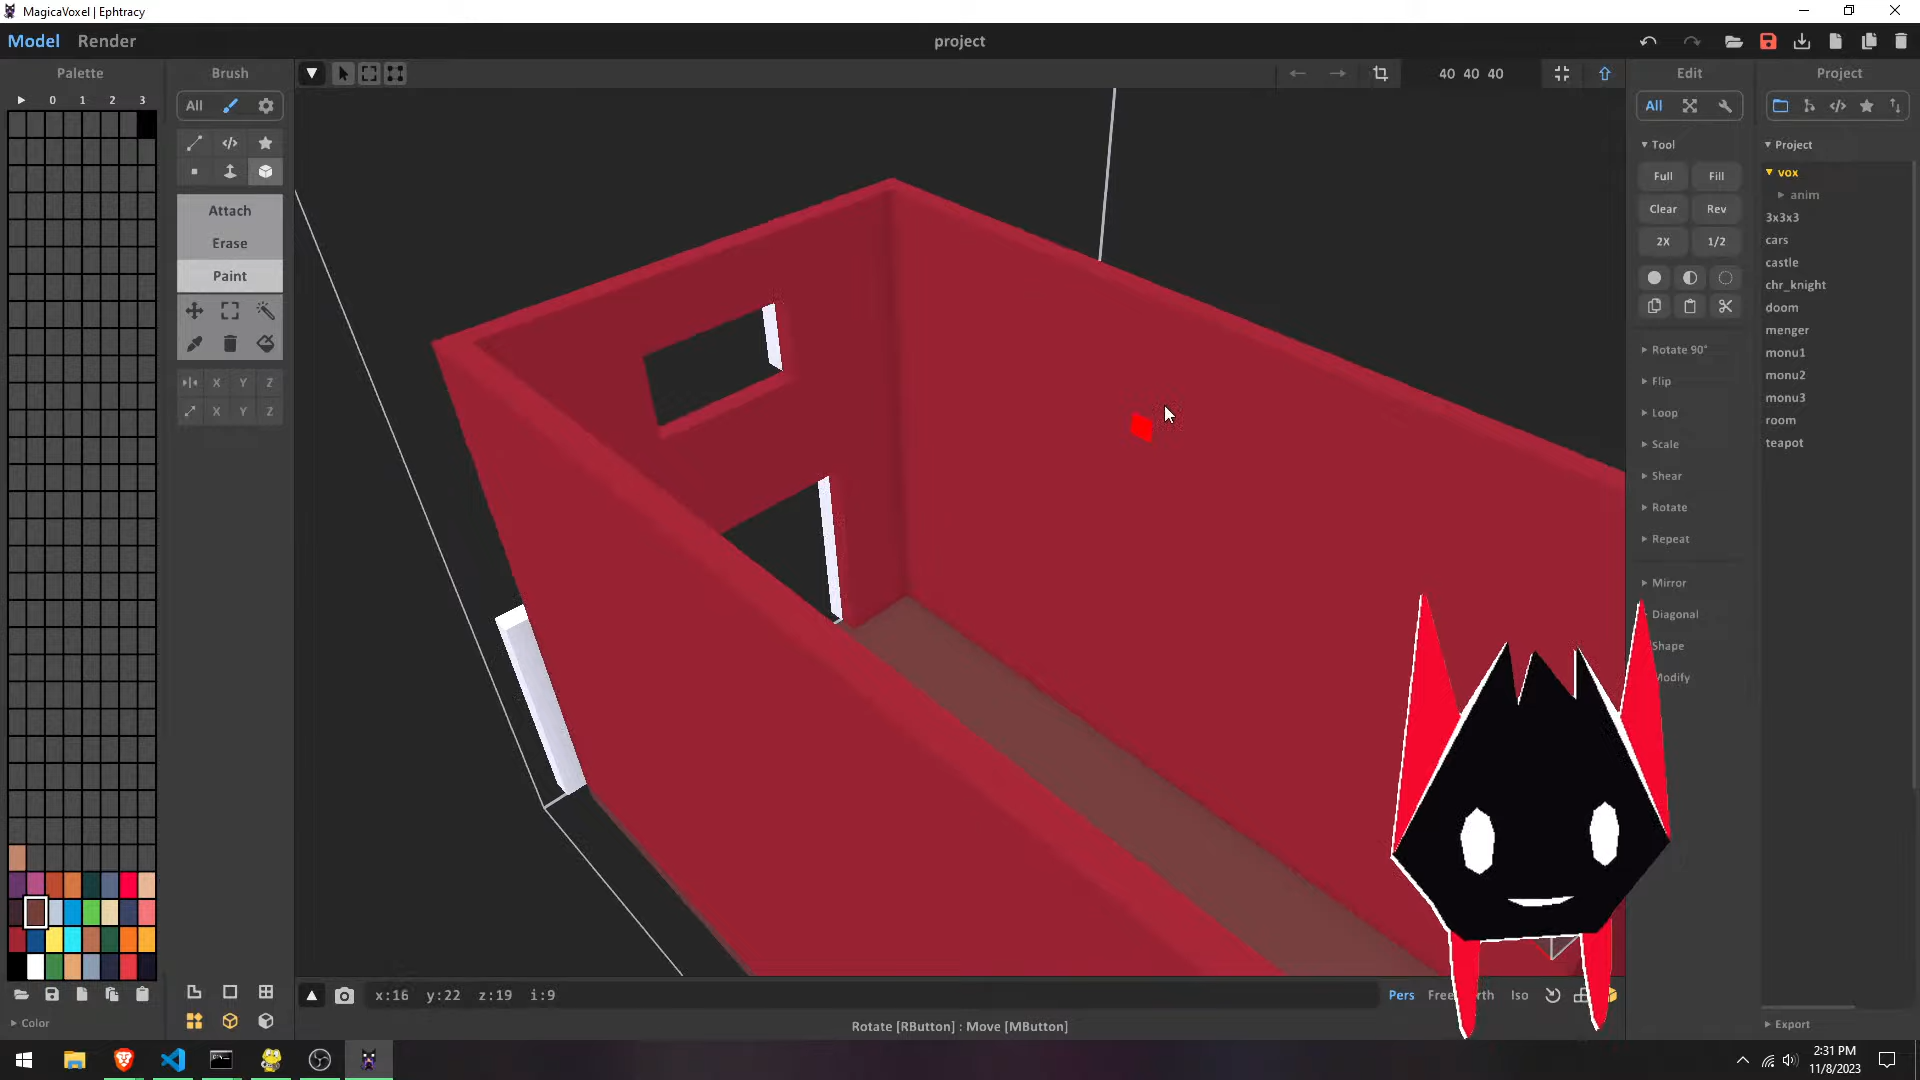 MagicaVoxel | Ephtracy
Model Render
project
Palette
Brush
40 40 40
Edit
Project
0 1 2 3
All
All
Project
Tool
Attach
Erase
Paint
Full Fill
Clear Rev
2X 1/2
vox
anim
3x3x3
cars
castle
chr_knight
doom
menger
monu1
monu2
monu3
room
teapot
Rotate 90°
Flip
Loop
Scale
Shear
Rotate
Repeat
Mirror
Diagonal
Shape
Modify
X Y Z
X Y Z
x:16 y:22 z:19 i:9
Pers Free rth Iso
Color
Rotate [RButton] : Move [MButton]
Export
2:31 PM
11/8/2023